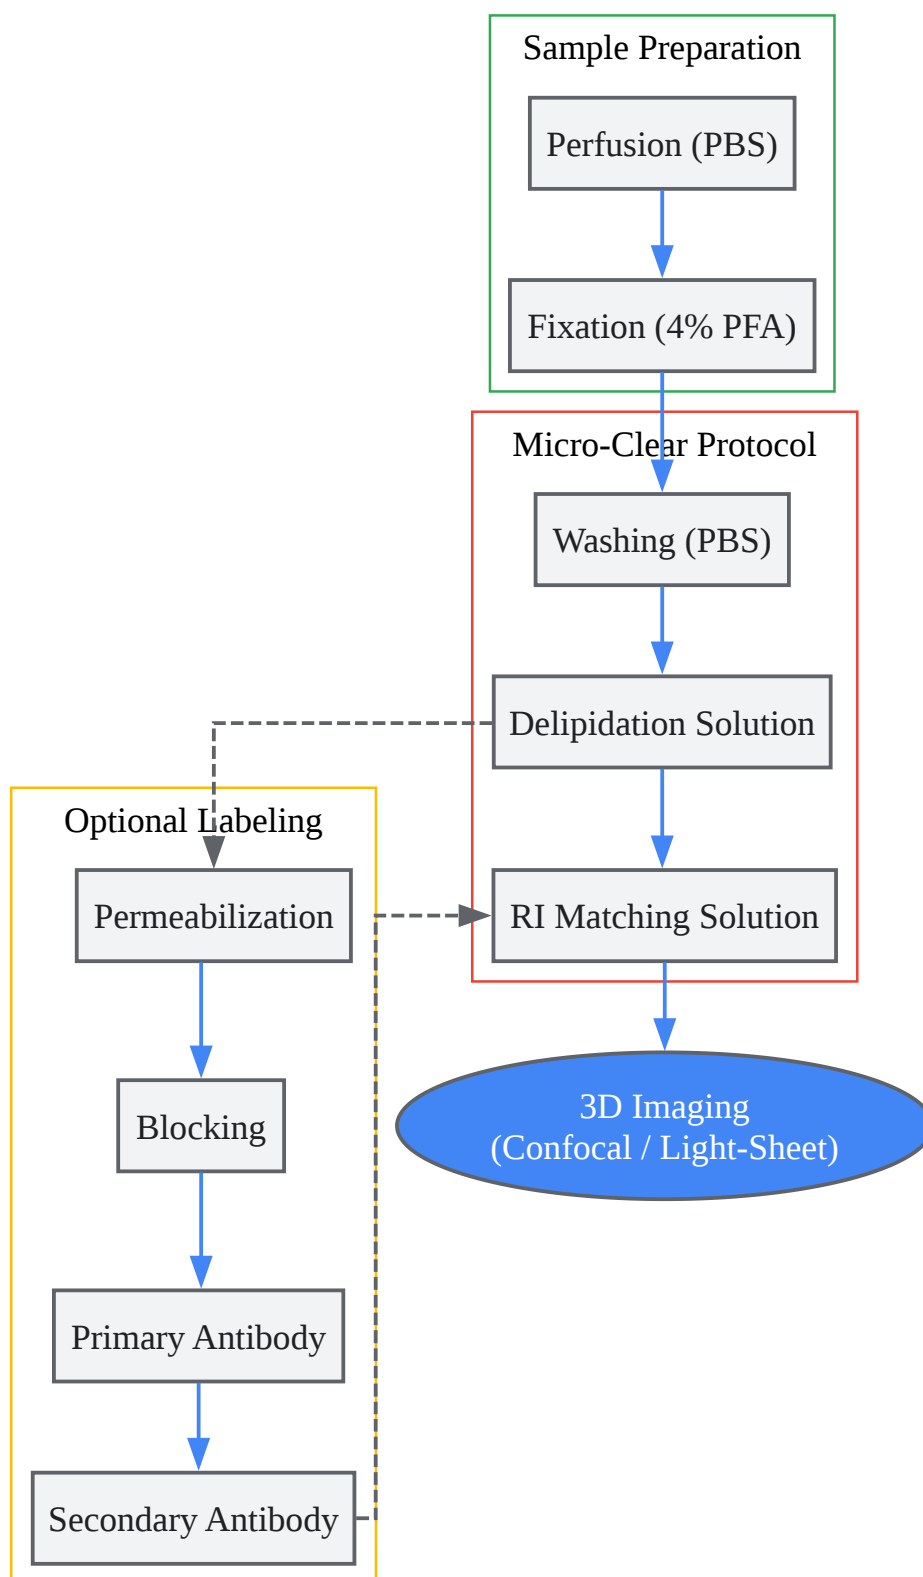 Sample Preparation
Perfusion (PBS)
Fixation (4% PFA)
Micro-Clear Protocol
Washing (PBS)
Delipidation Solution
Optional Labeling
Permeabilization
RI Matching Solution
3D Imaging
(Confocal / Light-Sheet)
Blocking
Primary Antibody
Secondary Antibody